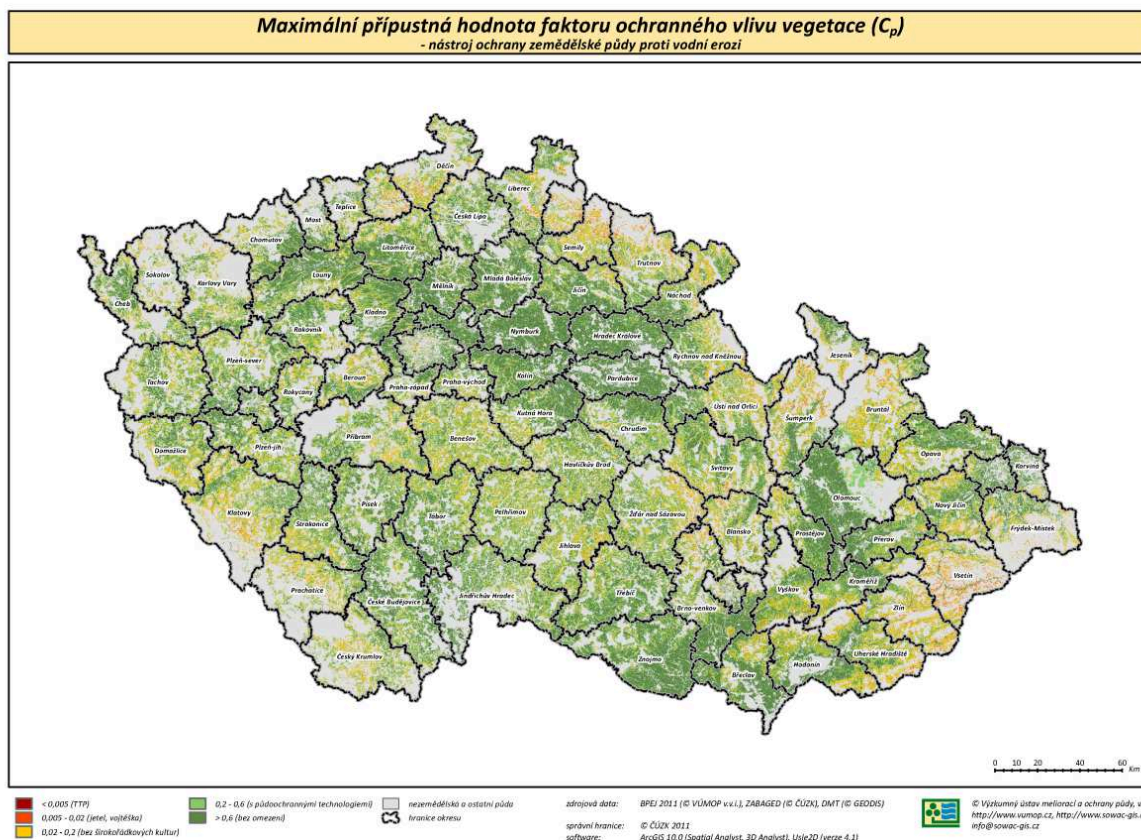 Maximální přípustná hodnota faktoru ochranného vlivu vegetace (Cp)
- nástroj ochrany zemědělské půdy proti vodní erozi
Děčín
Liberec
Teplice
Most
Česká Lípa
Chomutov
Litoměřice
Semily
Trutnov
Sokolov
Karlovy Vary
Louny
Mělník
Mladá Boleslav
Jičín
Náchod
Cheb
Kladno
Rakovník
Nymburk
Hradec Králové
Rychnov nad Kněžnou
Jeseník
Plzeň-sever
Tachov
Rokycany
Beroun
Praha-západ
Praha-východ
Kolín
Pardubice
Ústí nad Orlicí
Šumperk
Bruntál
Kutná Hora
Chrudim
Příbram
Benešov
Domažlice
Plzeň-jih
Havlíčkův Brod
Svitavy
Opava
Karviná
Klatovy
Strakonice
Písek
Tábor
Pelhřimov
Žďár nad Sázavou
Olomouc
Nový Jičín
Frýdek-Místek
Jihlava
Blansko
Prostějov
Přerov
Prachatice
České Budějovice
Jindřichův Hradec
Třebíč
Brno-venkov
Vyškov
Kroměříž
Vsetín
Zlín
Český Krumlov
Znojmo
Břeclav
Hodonín
Uherské Hradiště
0 10 20 40 60
Km
< 0,005 (TTP)
0,005 - 0,02 (jetel, vojtěška)
0,02 - 0,2 (bez širokořádkových kultur)
0,2 - 0,6 (s půdoochrannými technologiemi)
> 0,6 (bez omezení)
nezemědělská a ostatní půda
hranice okresu
zdrojová data: BPEJ 2011 (© VÚMOP v.v.i.), ZABAGED (© ČÚZK), DMT (© GEODIS)
správní hranice: © ČÚZK 2011
software: ArcGIS 10.0 (Spatial Analyst, 3D Analyst), Usle2D (verze 4.1)
© Výzkumný ústav meliorací a ochrany půdy, v
http://www.vumop.cz, http://www.sowac-gis.
info@sowac-gis.cz